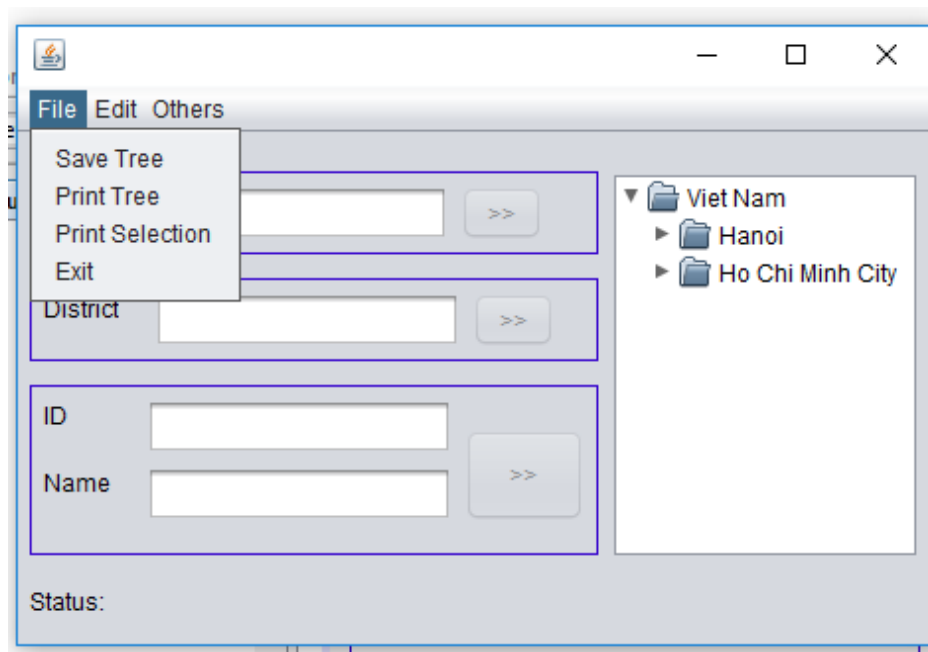 File Edit Others
Save Tree
Print Tree
Print Selection
Exit
>>
District
>>
ID
Name
>>
Viet Nam
Hanoi
Ho Chi Minh City
Status: